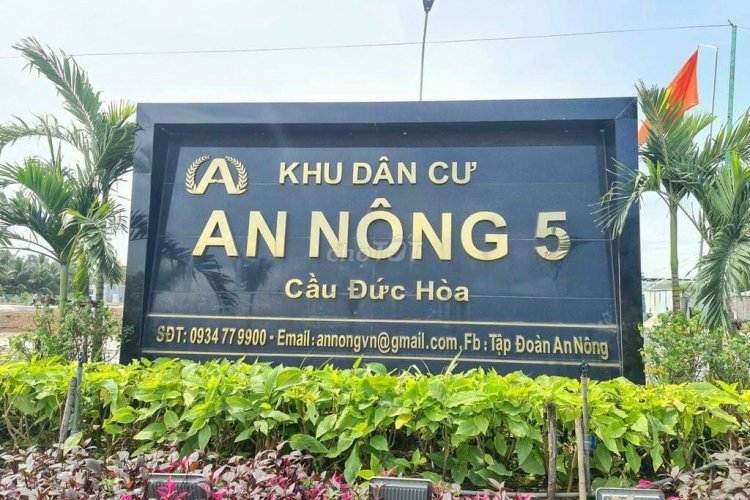 A KHU DÂN CƯ
AN NÔNG 5
chợTỐT
Cầu Đức Hòa
SĐT: 0934 77 9900 - Email: annongvn@gmail.com, Fb : Tập Đoàn An Nông